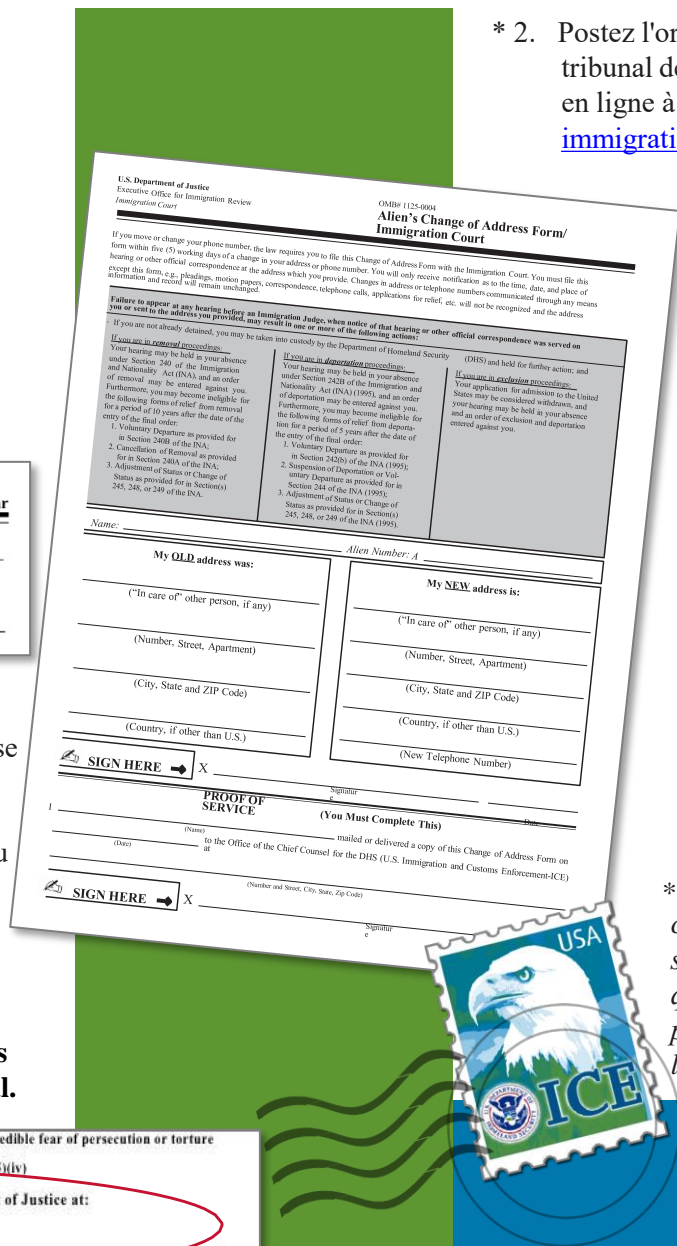 * 2. Postez l'or
tribunal de
en ligne à
immigrati
U.S. Department of Justice
Executive Office for Immigration Review
Immigration Court
OMB# 1125-0004
Alien's Change of Address Form/
Immigration Court
If you move or change your phone number, the law requires you to file this Change of Address Form with the Immigration Court. You must file this
form within five (5) working days of a change in your address or phone number. You will only receive notification as to the time, date, and place of
hearing or other official correspondence at the address which you provide. Changes in address or telephone numbers communicated through any means
except this form, e.g., pleadings, motion papers, correspondence, telephone calls, applications for relief, etc. will not be recognized and the address
information and record will remain unchanged.
Failure to appear at any hearing before an Immigration Judge, when notice of that hearing or other official correspondence was served on
you or sent to the address you provided, may result in one or more of the following actions:
· If you are not already detained, you may be taken into custody by the Department of Homeland Security (DHS) and held for further action; and
If you are in removal proceedings:
Your hearing may be held in your absence
under Section 240 of the Immigration
and Nationality Act (INA), and an order
of removal may be entered against you.
Furthermore, you may become ineligible for
the following forms of relief from removal
for a period of 10 years after the date of the
entry of the final order:
1. Voluntary Departure as provided for
in Section 240B of the INA;
2. Cancellation of Removal as provided
for in Section 240A of the INA;
3. Adjustment of Status or Change of
Status as provided for in Section(s)
245, 248, or 249 of the INA.
If you are in deportation proceedings:
Your hearing may be held in your absence
under Section 242B of the Immigration and
Nationality Act (INA) (1995), and an order
of deportation may be entered against you.
Furthermore, you may become ineligible for
the following forms of relief from deporta-
tion for a period of 5 years after the date of
the entry of the final order:
1. Voluntary Departure as provided for
in Section 242(b) of the INA (1995);
2. Suspension of Deportation or Vol-
untary Departure as provided for in
Section 244 of the INA (1995);
3. Adjustment of Status or Change of
Status as provided for in Section(s)
245, 248, or 249 of the INA (1995).
If you are in exclusion proceedings:
Your application for admission to the United
States may be considered withdrawn, and
your hearing may be held in your absence
and an order of exclusion and deportation
entered against you.
Name:
Alien Number: A
My OLD address was:
("In care of" other person, if any)
(Number, Street, Apartment)
(City, State and ZIP Code)
(Country, if other than U.S.)
My NEW address is:
("In care of" other person, if any)
(Number, Street, Apartment)
(City, State and ZIP Code)
(Country, if other than U.S.)
(New Telephone Number)
SIGN HERE X
Signatur
e
Date
PROOF OF
SERVICE
(You Must Complete This)
I
(Name)
mailed or delivered a copy of this Change of Address Form on
(Date)
to the Office of the Chief Counsel for the DHS (U.S. Immigration and Customs Enforcement-ICE)
at
(Number and Street, City, State, Zip Code)
SIGN HERE X
Signatur
e
r
se
u
s
l.
*
c
s
q
p
l
USA
ICE
U.S. DEPARTMENT OF
HOMELAND SECURITY
edible fear of persecution or torture
)(iv)
t of Justice at: